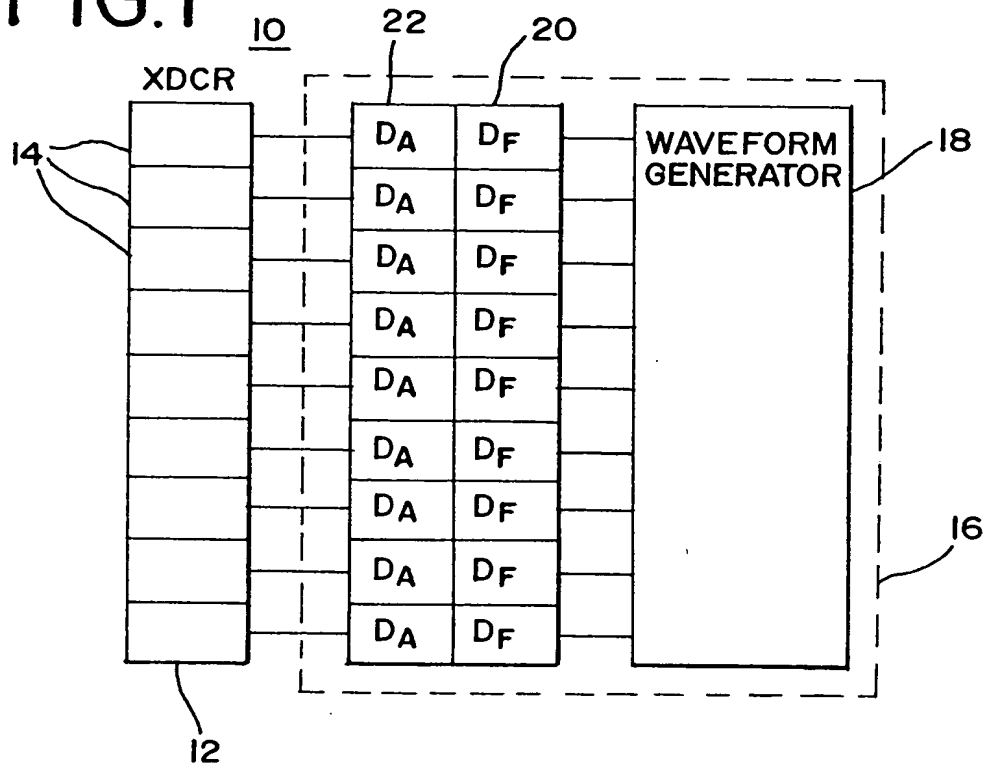 FIG.1
10
22
20
XDCR
14
DA DF
DA DF
DA DF
DA DF
DA DF
DA DF
DA DF
DA DF
DA DF
WAVEFORM
GENERATOR
18
16
12